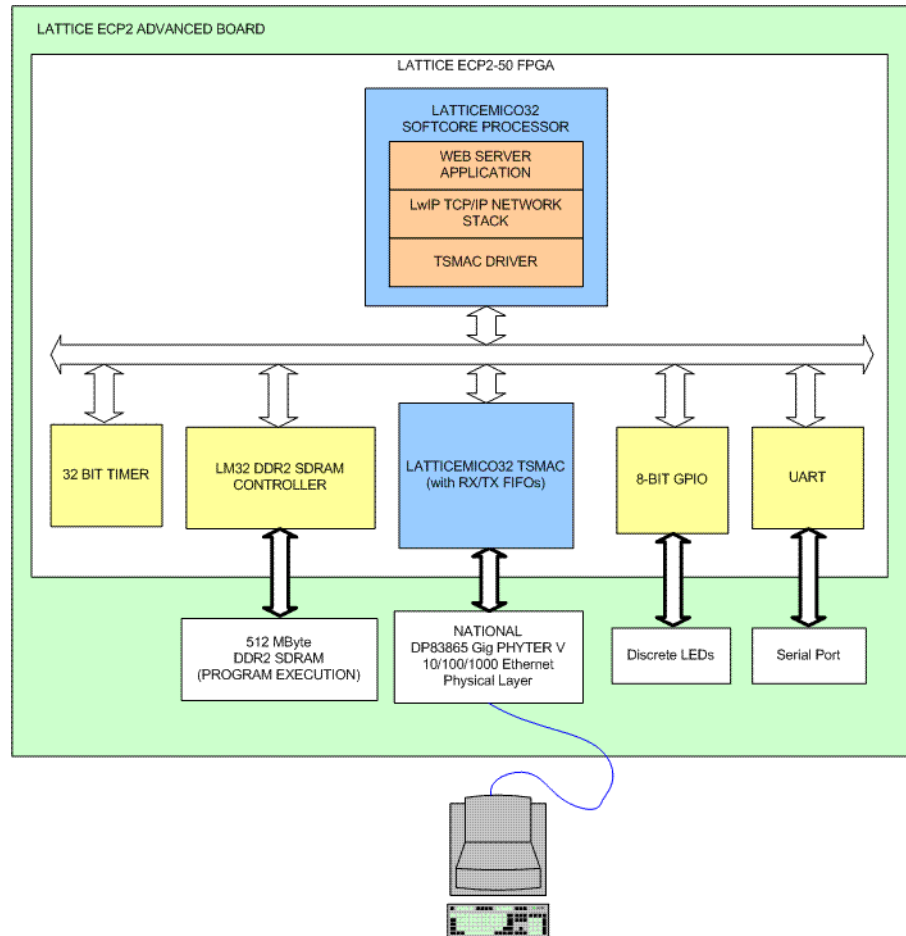 LATTICE ECP2 ADVANCED BOARD
LATTICE ECP2-50 FPGA
LATTICEMICO32
SOFTCORE PROCESSOR
WEB SERVER
APPLICATION
LwIP TCP/IP NETWORK
STACK
TSMAC DRIVER
32 BIT TIMER
LM32 DDR2 SDRAM
CONTROLLER
LATTICEMICO32 TSMAC
(with RX/TX FIFOs)
8-BIT GPIO
UART
512 MByte
DDR2 SDRAM
(PROGRAM EXECUTION)
NATIONAL
DP83865 Gig PHYTER V
10/100/1000 Ethernet
Physical Layer
Discrete LEDs
Serial Port